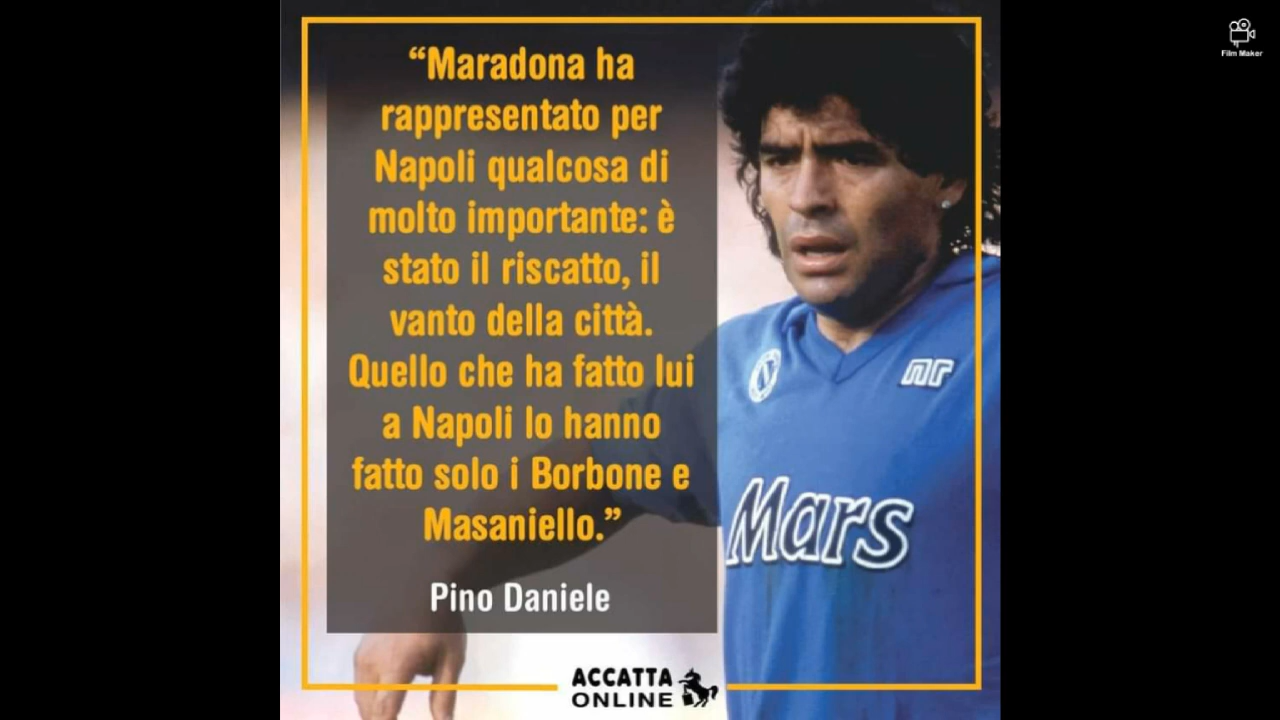 “Maradona ha
rappresentato per
Napoli qualcosa di
molto importante: è
stato il riscatto, il
vanto della città.
Quello che ha fatto lui
a Napoli lo hanno
fatto solo i Borbone e
Masaniello.”
Pino Daniele
N
nr
Mars
ACCATTA
ONLINE
Film Maker